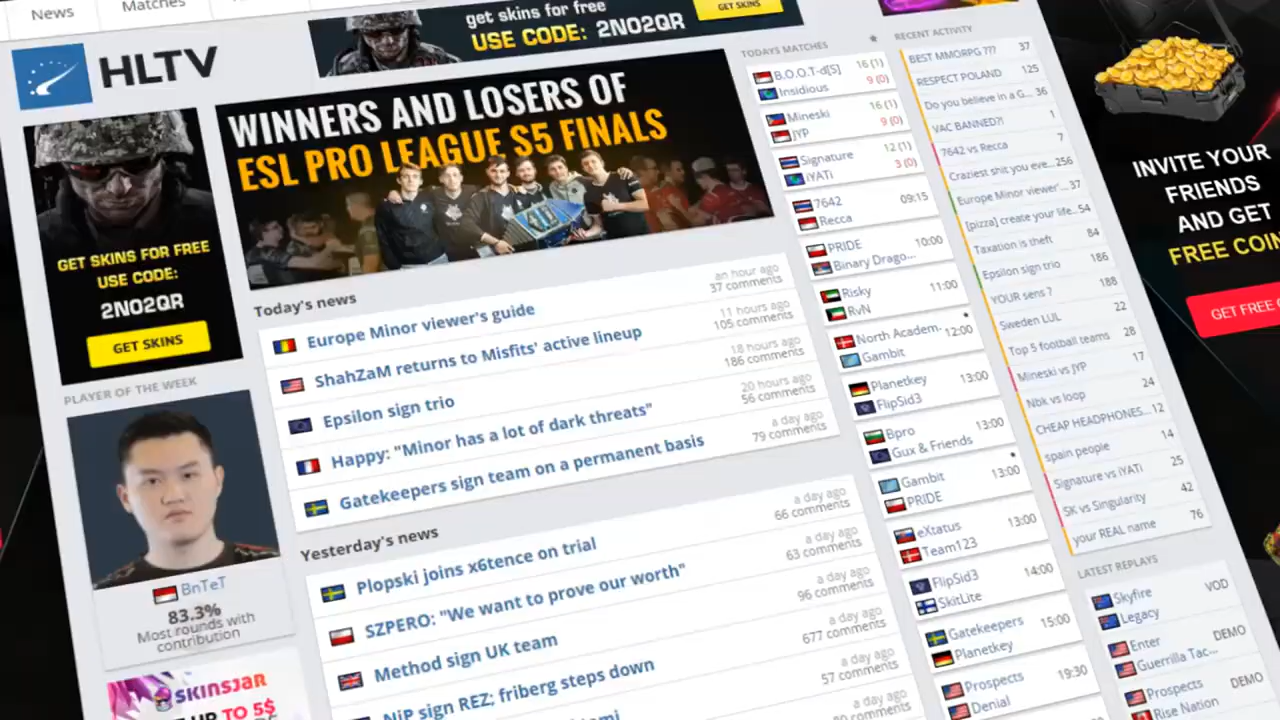 News
Matches
HLTV
get skins for free
USE CODE: 2NO2QR
GET SKINS
GET SKINS FOR FREE
USE CODE:
2NO2QR
GET SKINS
PLAYER OF THE WEEK
BnTeT
83.3%
Most rounds with
contribution
SKINSJAR
UP TO 5$
WINNERS AND LOSERS OF
ESL PRO LEAGUE S5 FINALS
Today's news
Europe Minor viewer's guide
an hour ago
37 comments
ShahZaM returns to Misfits' active lineup
11 hours ago
105 comments
Epsilon sign trio
18 hours ago
186 comments
Happy: "Minor has a lot of dark threats"
20 hours ago
56 comments
Gatekeepers sign team on a permanent basis
a day ago
79 comments
Yesterday's news
Plopski joins x6tence on trial
a day ago
66 comments
SZPERO: "We want to prove our worth"
a day ago
63 comments
Method sign UK team
a day ago
96 comments
NiP sign REZ; friberg steps down
a day ago
677 comments
a day ago
57 comments
a day ago
TODAYS MATCHES
B.O.O.T-d[S] 16 (1)
Insidious 9 (0)
Mineski 16 (1)
JYP 9 (0)
Signature 12 (1)
iYATi 3 (0)
7642
Recca
09:15
PRIDE
Binary Drago...
10:00
Risky
RvN
11:00
North Academ.
Gambit
12:00
Planetkey
FlipSid3
13:00
Bpro
Gux & Friends
13:00
Gambit
PRIDE
13:00
eXtatus
Team123
13:00
FlipSid3
SkitLite
14:00
Gatekeepers
Planetkey
15:00
Prospects
Denial
19:30
RECENT ACTIVITY
BEST MMORPG ??? 37
RESPECT POLAND 125
Do you believe in a G... 36
VAC BANNED?! 1
7642 vs Recca 7
Craziest shit you eve... 256
Europe Minor viewer'... 37
[pizza] create your life... 54
Taxation is theft 84
Epsilon sign trio 186
YOUR sens ? 188
Sweden LUL 22
Top 5 football teams 28
Mineski vs JYP 17
Nbk vs loop 24
CHEAP HEADPHONES... 12
spain people 14
Signature vs iYATi 25
SK vs Singularity 42
your REAL name 76
LATEST REPLAYS
Skyfire
Legacy
VOD
Enter
Guerrilla Tac...
DEMO
Prospects
Rise Nation
DEMO
INVITE YOUR
FRIENDS
AND GET
FREE COIN
GET FREE